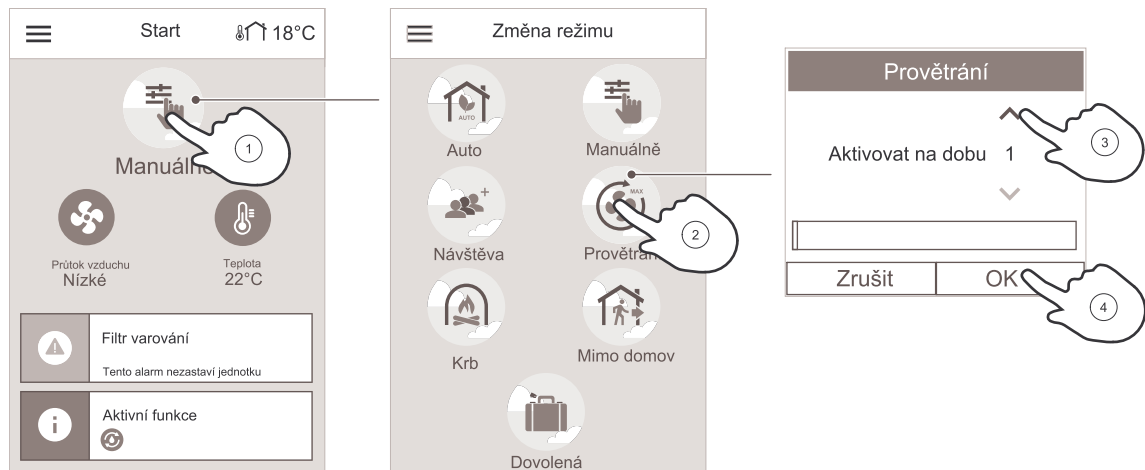 Start
18°C
Manuálně
Průtok vzduchu
Nízké
Teplota
22°C
Filtr varování
Tento alarm nezastaví jednotku
Aktivní funkce
1
Změna režimu
AUTO
Auto
Manuálně
Návštěva
MAX
Provětrán
Krb
Mimo domov
Dovolená
2
Provětrání
Aktivovat na dobu 1
Zrušit
OK
3
4